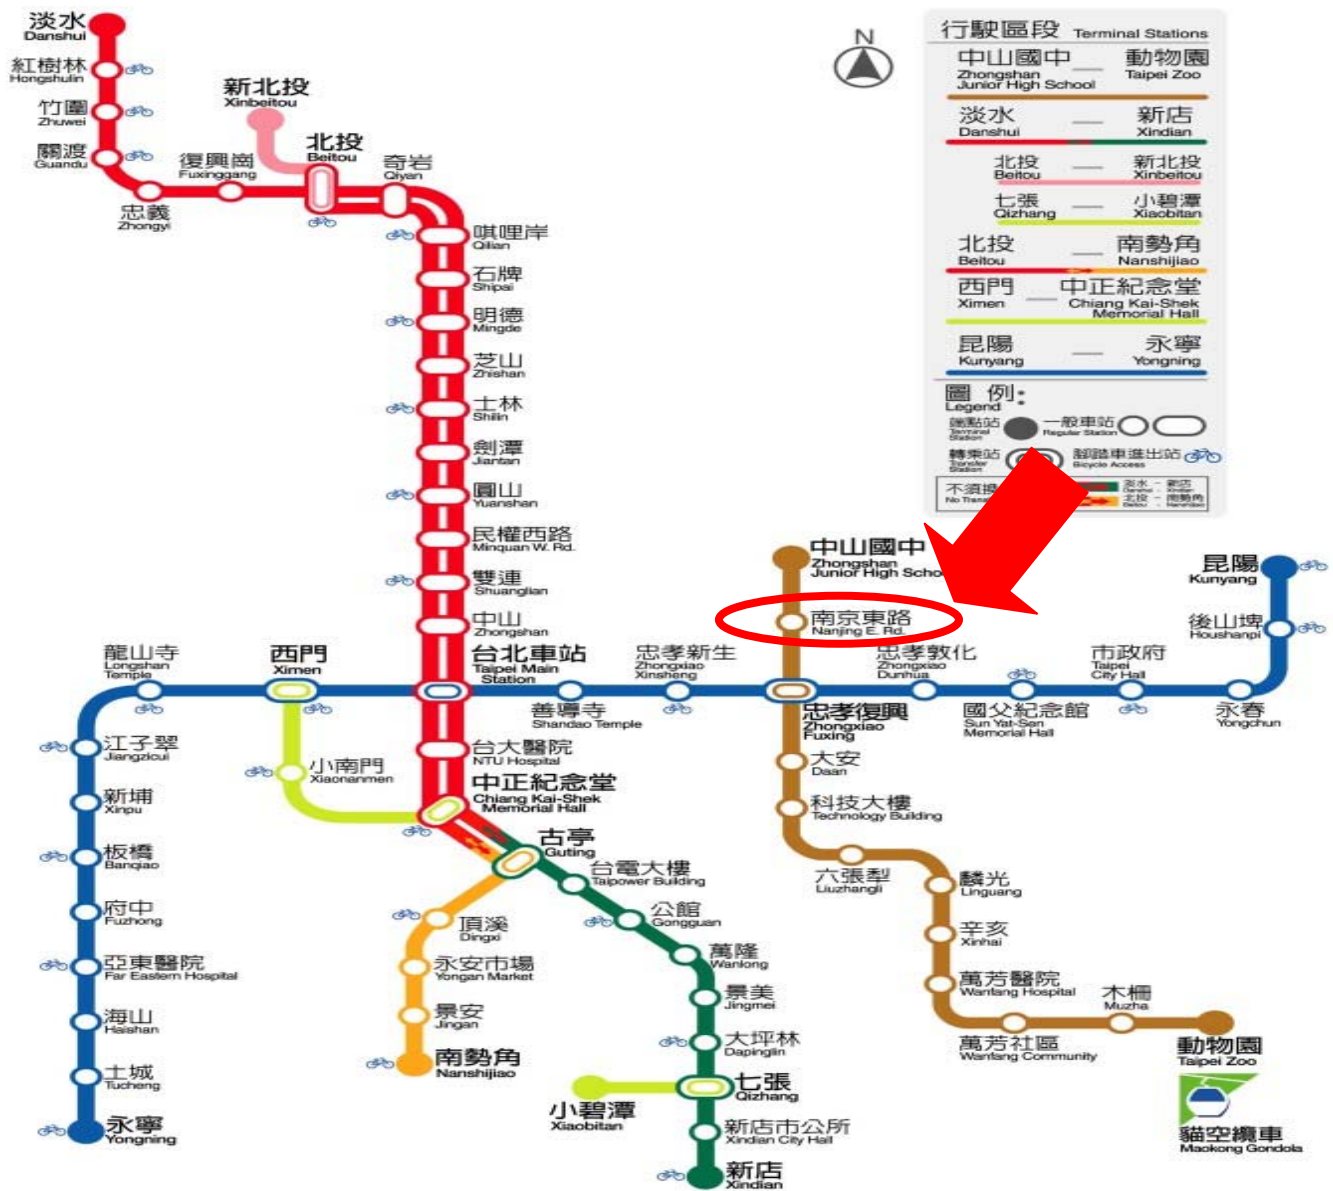 淡水
Danshui
紅樹林
Hongshulin
竹圍
Zhuwei
關渡
Guandu
忠義
Zhongyi
復興崗
Fuxinggang
新北投
Xinbeitou
北投
Beitou
奇岩
Qiyan
唭哩岸
Qilian
石牌
Shipai
明德
Mingde
芝山
Zhishan
士林
Shilin
劍潭
Jiantan
圓山
Yuanshan
民權西路
Minquan W. Rd.
雙連
Shuanglian
中山
Zhongshan
台北車站
Taipei Main
Station
台大醫院
NTU Hospital
中正紀念堂
Chiang Kai-Shek
Memorial Hall
古亭
Guting
台電大樓
Taipower Building
公館
Gongguan
萬隆
Wanlong
景美
Jingmei
大坪林
Dapinglin
七張
Qizhang
新店市公所
Xindian City Hall
新店
Xindian
小碧潭
Xiaobitan
頂溪
Dingxi
永安市場
Yongan Market
景安
Jingan
南勢角
Nanshijiao
龍山寺
Longshan
Temple
西門
Ximen
小南門
Xiaonanmen
江子翠
Jiangzicui
新埔
Xinpu
板橋
Banqiao
府中
Fuzhong
亞東醫院
Far Eastern Hospital
海山
Haishan
土城
Tucheng
永寧
Yongning
善導寺
Shandao Temple
忠孝新生
Zhongxiao
Xinsheng
忠孝復興
Zhongxiao
Fuxing
忠孝敦化
Zhongxiao
Dunhua
國父紀念館
Sun Yat-Sen
Memorial Hall
市政府
Taipei
City Hall
永春
Yongchun
後山埤
Houshanpi
昆陽
Kunyang
中山國中
Zhongshan
Junior High
南京東路
Nanjing E. Rd.
大安
Daan
科技大樓
Technology Building
六張犁
Liuzhangli
麟光
Linguang
辛亥
Xinhai
萬芳醫院
Wanfang Hospital
萬芳社區
Wanfang Community
木柵
Muzha
動物園
Taipei Zoo
貓空纜車
Maokong Gondola
N
行駛區段 Terminal Stations
中山國中 — 動物園
Zhongshan Taipei Zoo
Junior High School
淡水 — 新店
Danshui Xindian
北投 — 新北投
Beitou Xinbeitou
七張 — 小碧潭
Qizhang Xiaobitan
北投 — 南勢角
Beitou Nanshijiao
西門 — 中正紀念堂
Ximen Chiang Kai-Shek
Memorial Hall
昆陽 — 永寧
Kunyang Yongning
圖 例:
Legend
端點站
Terminal
Station
一般車站
Regular Station
轉乘站
Transfer
Station
腳踏車進出站
Bicycle Access
不須
淡水 - 新店
Danshui - Xindian
北投 - 南勢角
Beitou - Nanshijiao